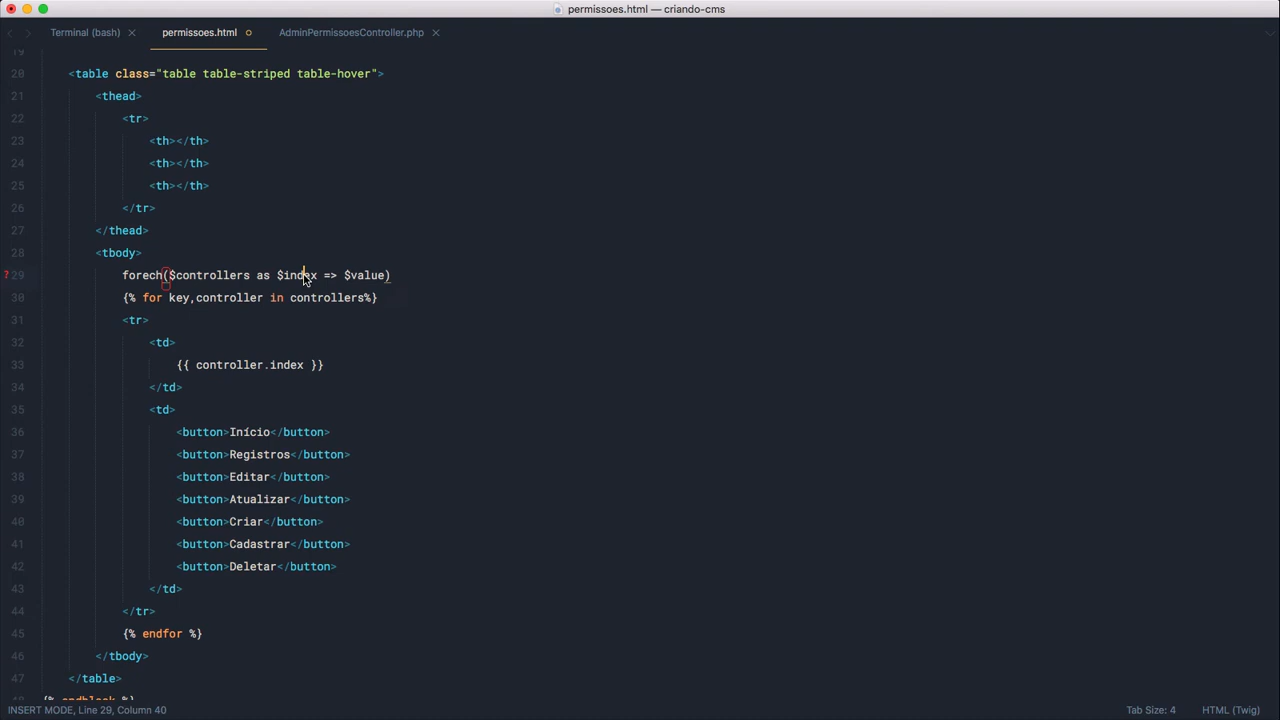 permissoes.html — criando-cms
Terminal (bash) permissoes.html AdminPermissoesController.php
19
20 <table class="table table-striped table-hover">
21 <thead>
22 <tr>
23 <th></th>
24 <th></th>
25 <th></th>
26 </tr>
27 </thead>
28 <tbody>
? 29 forech($controllers as $index => $value)
30 {% for key,controller in controllers%}
31 <tr>
32 <td>
33 {{ controller.index }}
34 </td>
35 <td>
36 <button>Início</button>
37 <button>Registros</button>
38 <button>Editar</button>
39 <button>Atualizar</button>
40 <button>Criar</button>
41 <button>Cadastrar</button>
42 <button>Deletar</button>
43 </td>
44 </tr>
45 {% endfor %}
46 </tbody>
47 </table>
48 {% endblock %}
INSERT MODE, Line 29, Column 40 Tab Size: 4 HTML (Twig)